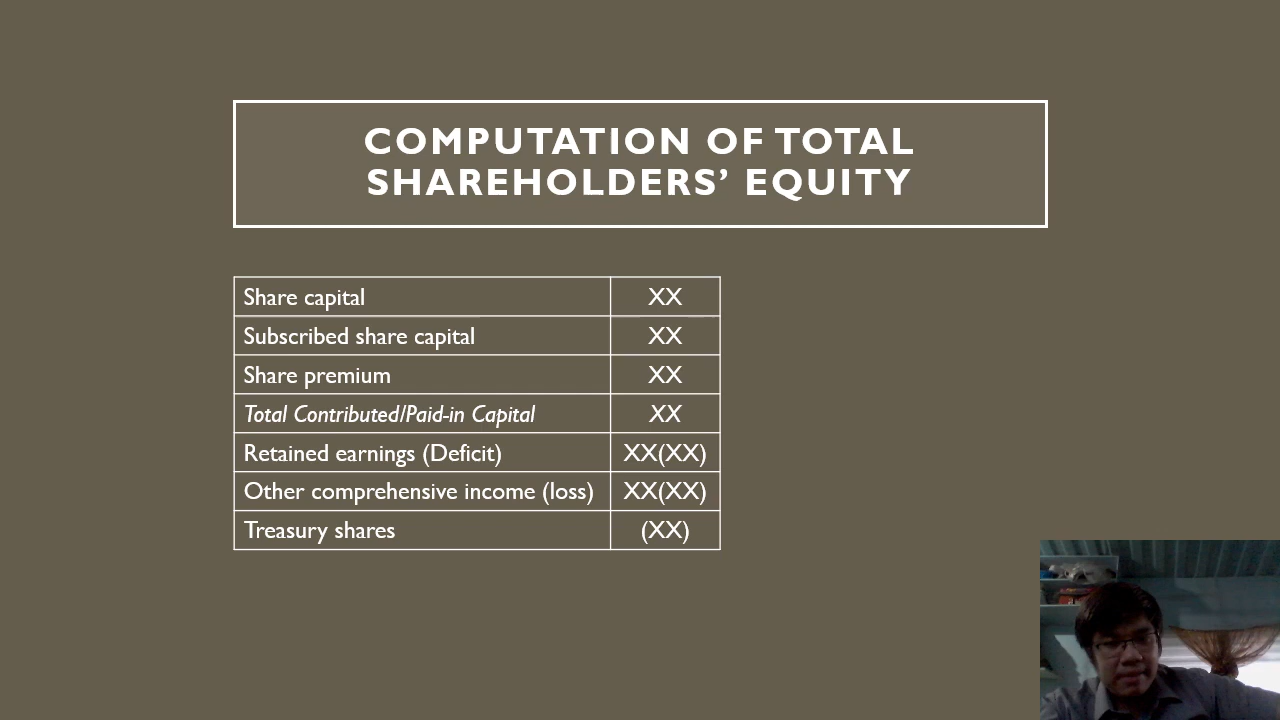 COMPUTATION OF TOTAL
SHAREHOLDERS’ EQUITY
Share capital XX
Subscribed share capital XX
Share premium XX
Total Contributed/Paid-in Capital XX
Retained earnings (Deficit) XX(XX)
Other comprehensive income (loss) XX(XX)
Treasury shares (XX)